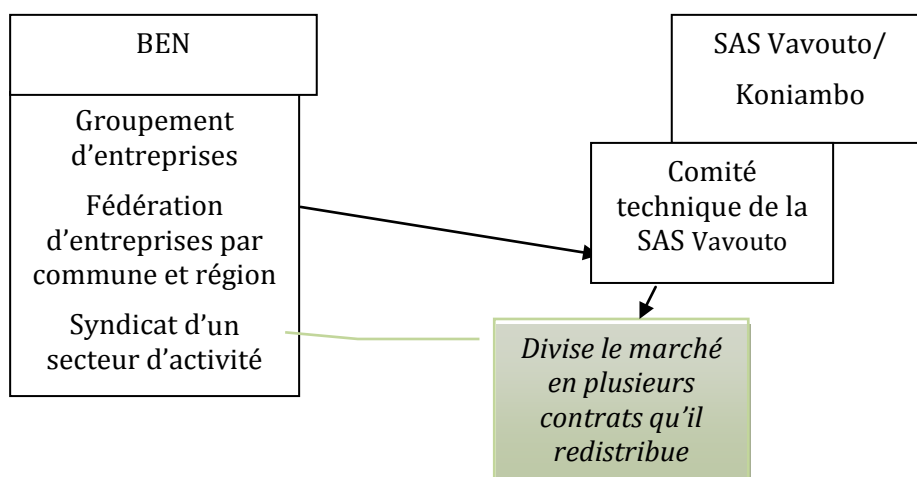 BEN
Groupement
d’entreprises
Fédération
d’entreprises par
commune et région
Syndicat d’un
secteur d’activité
SAS Vavouto/
Koniambo
Comité
technique de la
SAS Vavouto
Divise le marché
en plusieurs
contrats qu’il
redistribue